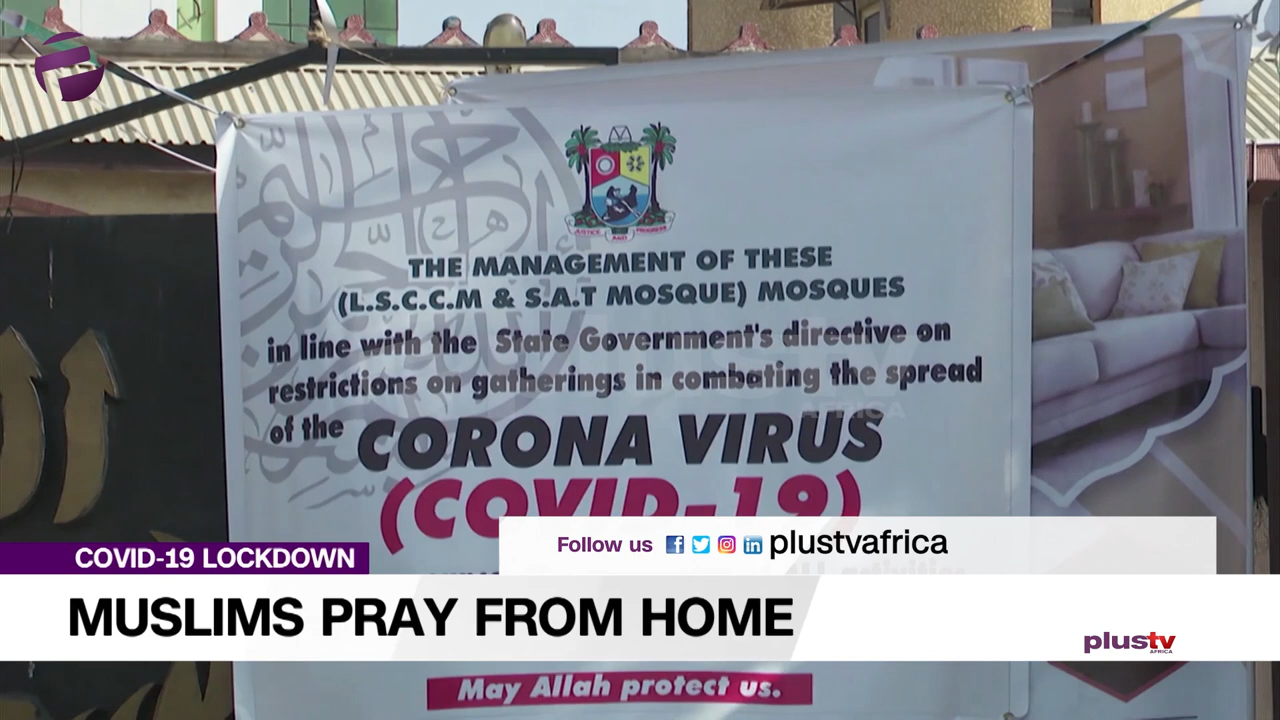 JUSTICE AND PROGRESS
THE MANAGEMENT OF THESE
(L.S.C.C.M & S.A.T MOSQUE) MOSQUES
in line with the State Government's directive on
restrictions on gatherings in combating the spread
of the CORONA VIRUS
(COVID-19)
Follow us plustvafrica
COVID-19 LOCKDOWN
MUSLIMS PRAY FROM HOME
plustv
AFRICA
May Allah protect us.